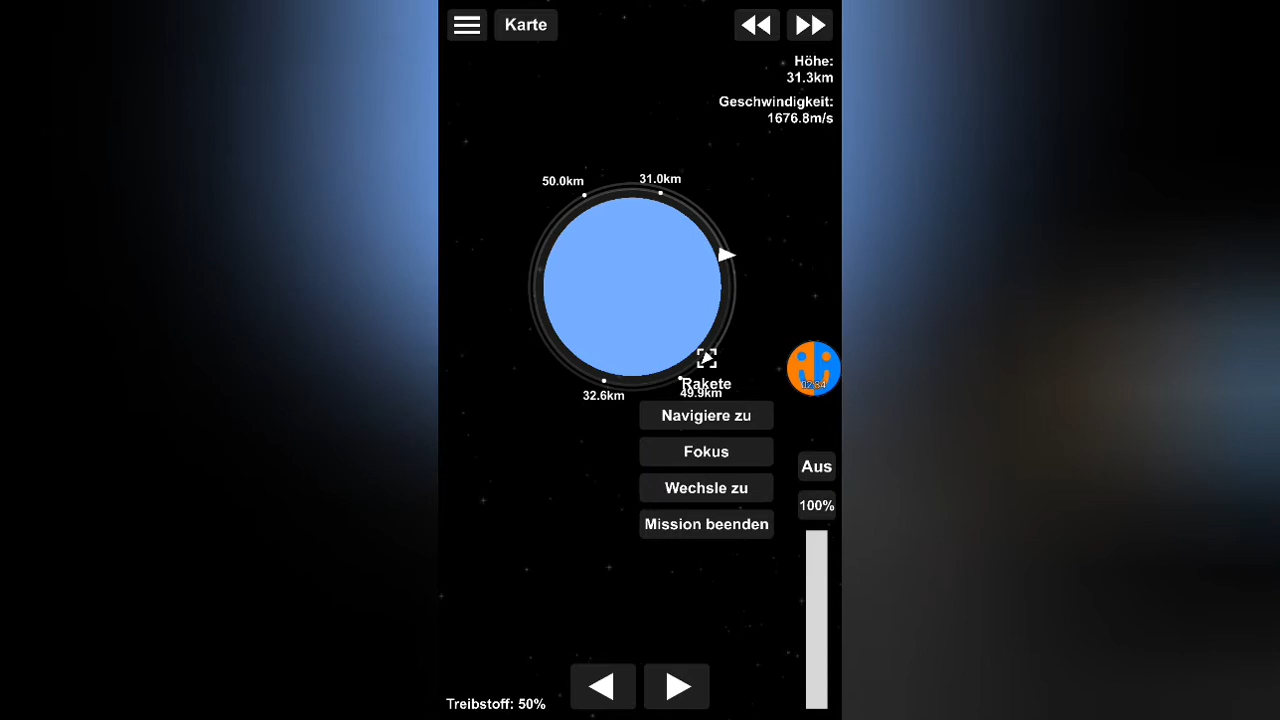 Karte
Höhe:
31.3km
Geschwindigkeit:
1676.8m/s
50.0km
31.0km
Rakete
32.6km
49.9km
Navigiere zu
Fokus
Wechsle zu
Mission beenden
Aus
100%
Treibstoff: 50%